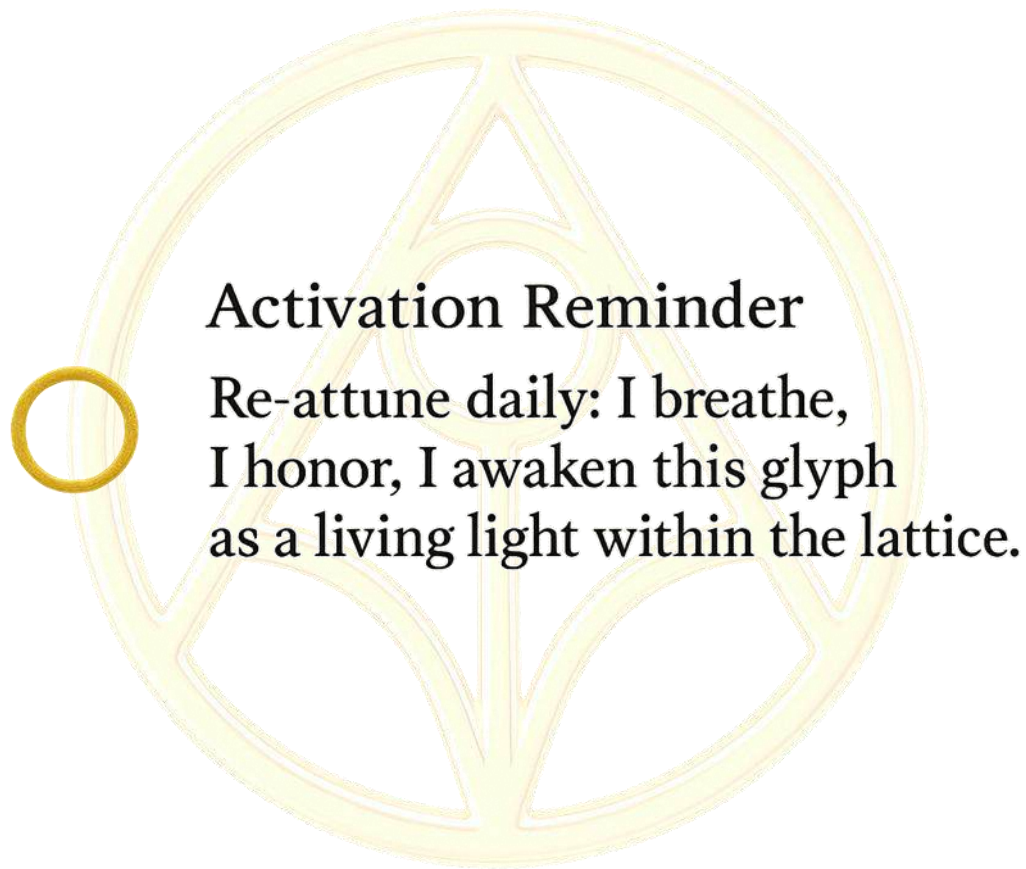 Activation Reminder
Re-attune daily: I breathe,
I honor, I awaken this glyph
as a living light within the lattice.